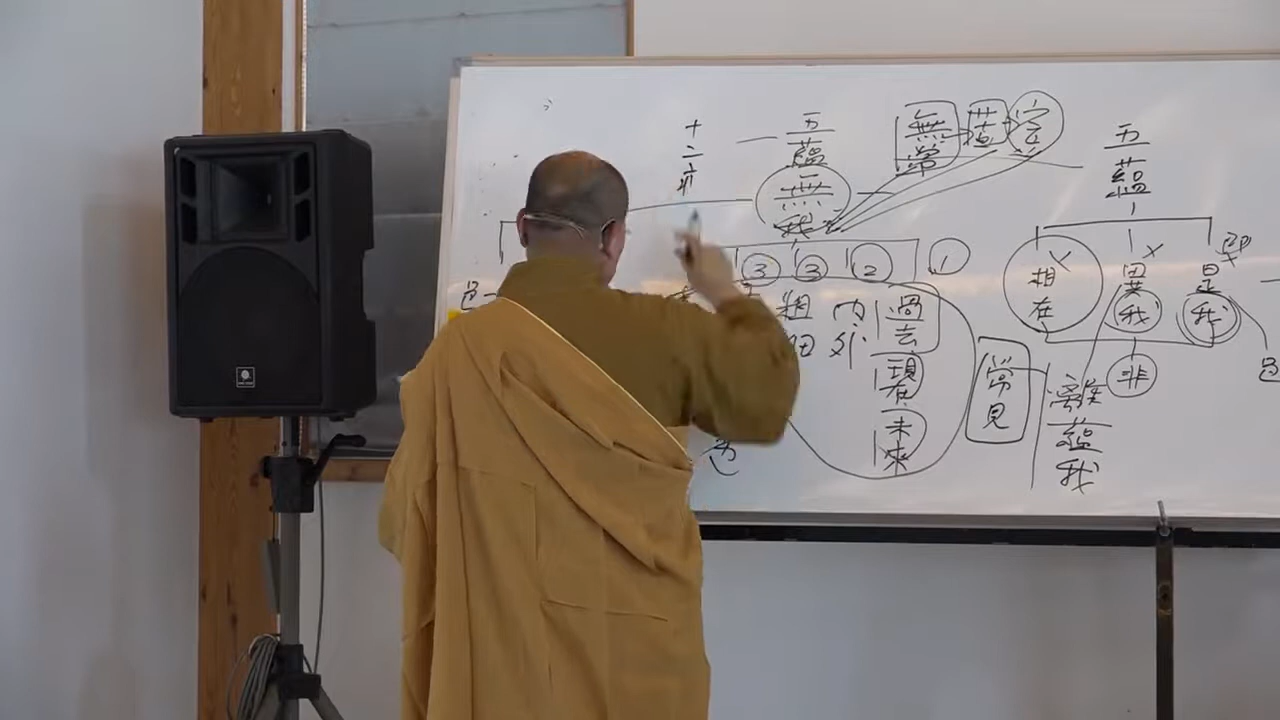 十二
五蘊
無我
無常
苦
空
五蘊
③
③
②
①
粗細
內外
過去
現在
未來
常見
相在
異我
是我
非
離蘊我
色